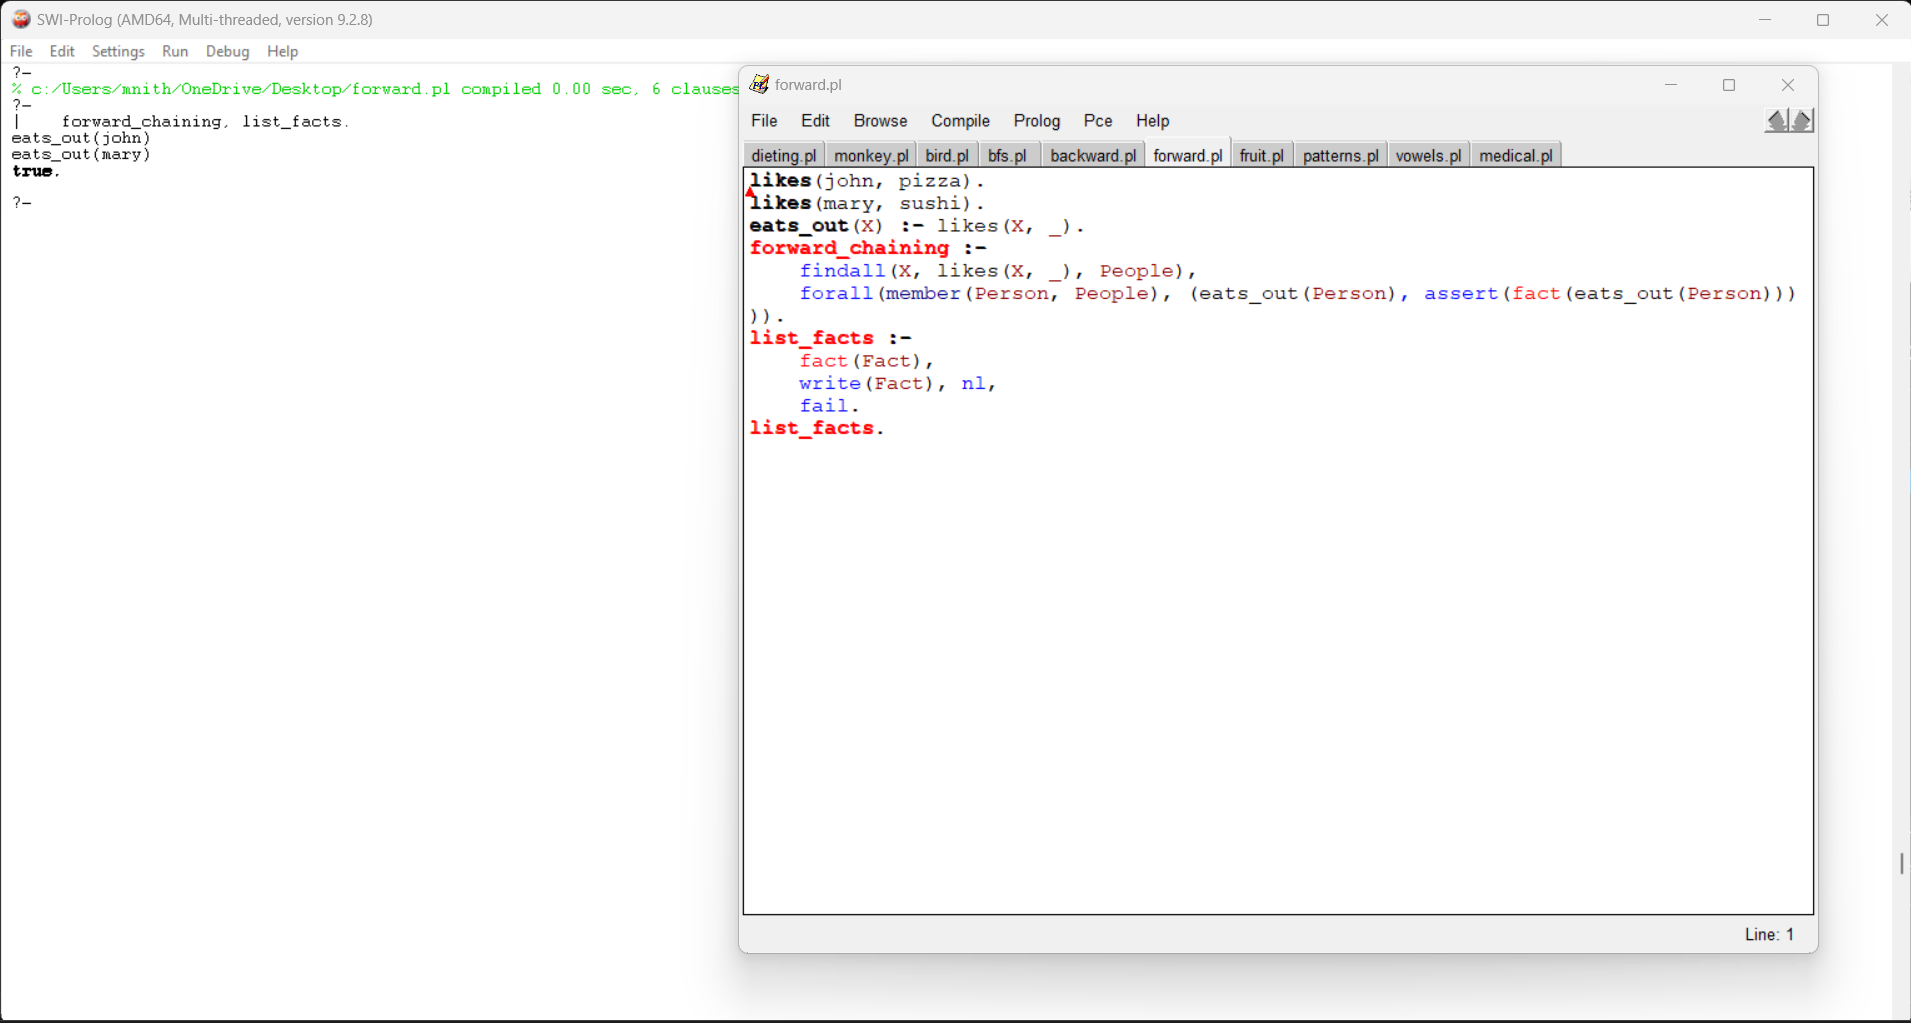 SWI-Prolog (AMD64, Multi-threaded, version 9.2.8)
File Edit Settings Run Debug Help
?-
% c:/Users/mnith/OneDrive/Desktop/forward.pl compiled 0.00 sec, 6 clauses
?-
|    forward_chaining, list_facts.
eats_out(john)
eats_out(mary)
true.
?-
forward.pl
File Edit Browse Compile Prolog Pce Help
dieting.pl monkey.pl bird.pl bfs.pl backward.pl forward.pl fruit.pl patterns.pl vowels.pl medical.pl
likes(john, pizza).
likes(mary, sushi).
eats_out(X) :- likes(X, _).
forward_chaining :-
    findall(X, likes(X, _), People),
    forall(member(Person, People), (eats_out(Person), assert(fact(eats_out(Person)))
)).
list_facts :-
    fact(Fact),
    write(Fact), nl,
    fail.
list_facts.
Line: 1